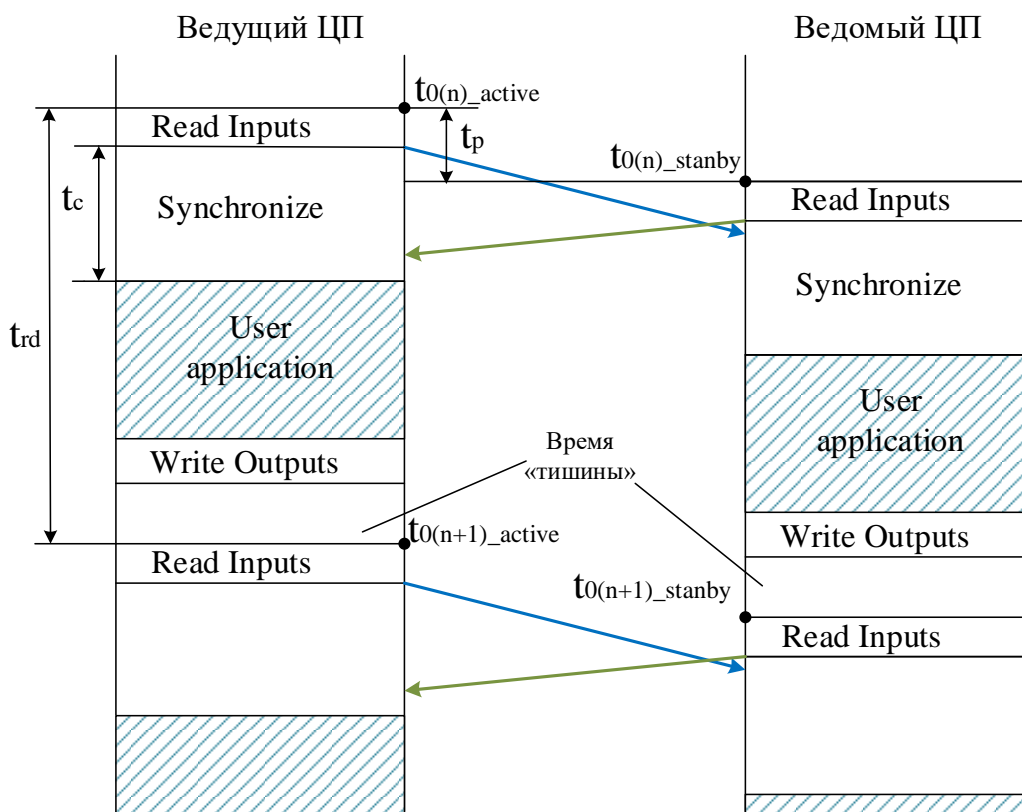 Ведущий ЦП
Ведомый ЦП
t0(n)_active
Read Inputs
tp
t0(n)_stanby
Read Inputs
tc
Synchronize
Synchronize
trd
User
application
User
application
Write Outputs
Время
«тишины»
t0(n+1)_active
Write Outputs
Read Inputs
t0(n+1)_stanby
Read Inputs